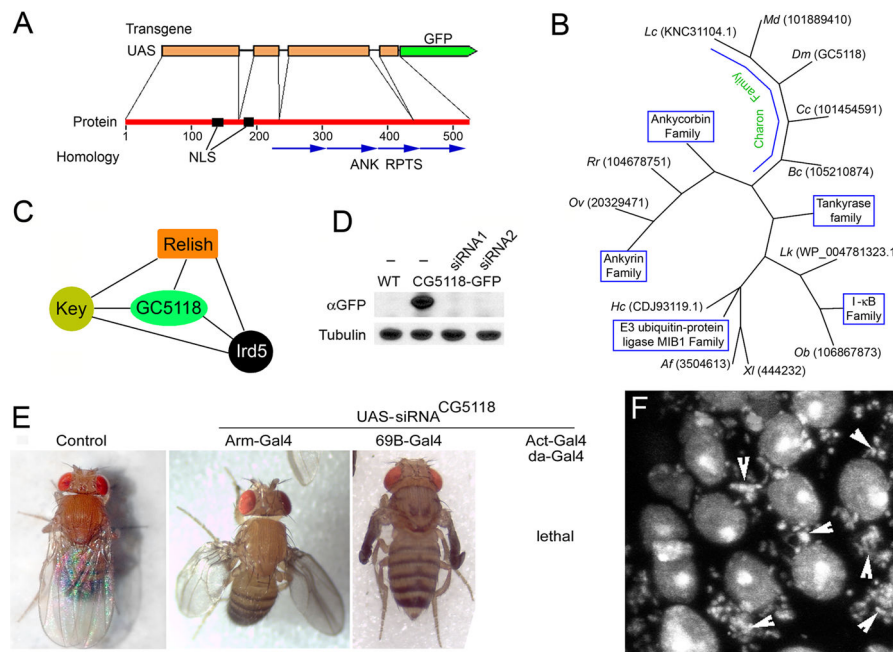 A
Transgene
GFP
UAS
Protein
1 100 200 300 400 500
NLS
Homology
ANK RPTS
B
Md (101889410)
Lc (KNC31104.1)
Dm (GC5118)
Charon Family
Cc (101454591)
Ankycorbin
Family
Rr (104678751)
Bc (105210874)
Ov (20329471)
Tankyrase
family
Ankyrin
Family
Lk (WP_004781323.1
Hc (CDJ93119.1)
I-κB
Family
E3 ubiquitin-protein
ligase MIB1 Family
Ob (106867873)
Af (3504613)
Xl (444232)
C
Relish
Key
GC5118
Ird5
D
– – siRNA1 siRNA2
WT CG5118-GFP
αGFP
Tubulin
E
UAS-siRNACG5118
Control
Arm-Gal4
69B-Gal4
Act-Gal4
da-Gal4
lethal
F